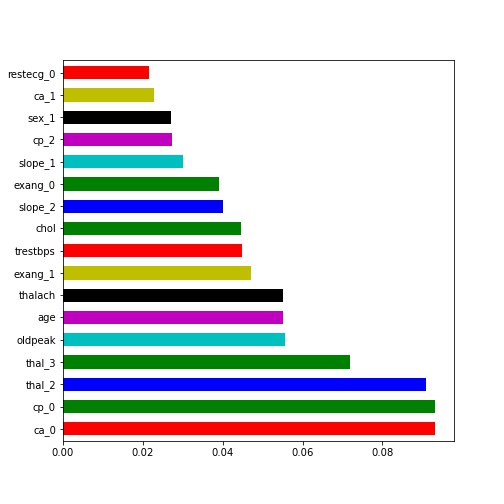 restecg_0
ca_1
sex_1
cp_2
slope_1
exang_0
slope_2
chol
trestbps
exang_1
thalach
age
oldpeak
thal_3
thal_2
cp_0
ca_0
0.00 0.02 0.04 0.06 0.08